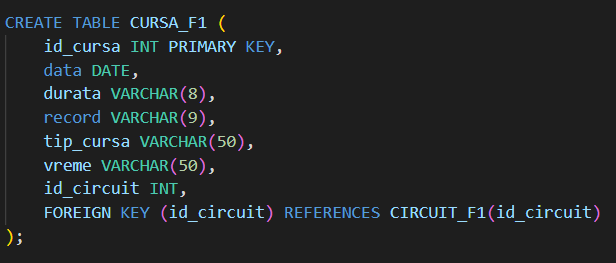 CREATE TABLE CURSA_F1 (
    id_cursa INT PRIMARY KEY,
    data DATE,
    durata VARCHAR(8),
    record VARCHAR(9),
    tip_cursa VARCHAR(50),
    vreme VARCHAR(50),
    id_circuit INT,
    FOREIGN KEY (id_circuit) REFERENCES CIRCUIT_F1(id_circuit)
);